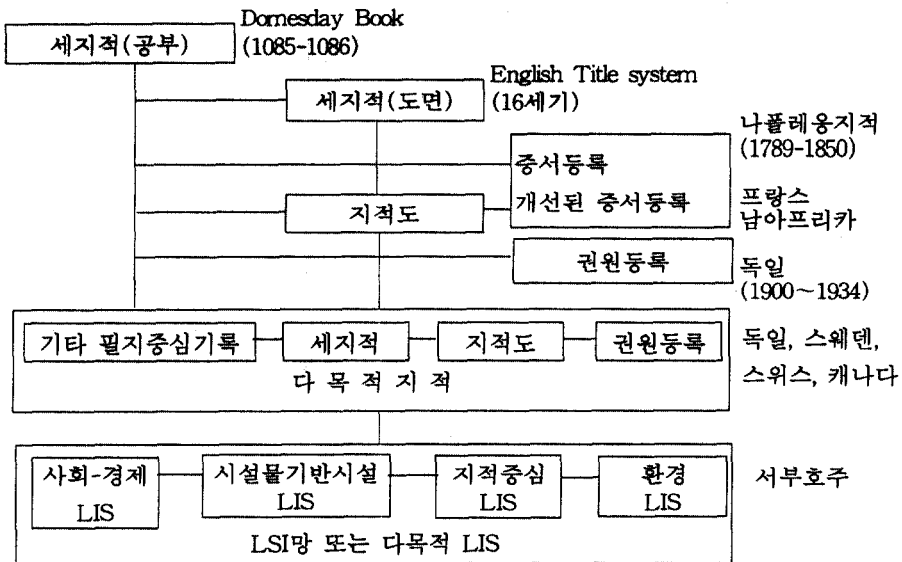 Domesday Book
세지적(공부)
(1085-1086)
English Title system
세지적(도면)
(16세기)
나폴레옹지적
(1789-1850)
증서등록
개선된 증서등록
프랑스
남아프리카
지적도
권원등록
독일
(1900~1934)
기타 필지중심기록
세지적
지적도
권원등록
독일, 스웨덴,
다 목 적 지 적
스위스, 캐나다
사회-경제
LIS
시설물기반시설
LIS
지적중심
LIS
환경
LIS
서부호주
LSI망 또는 다목적 LIS